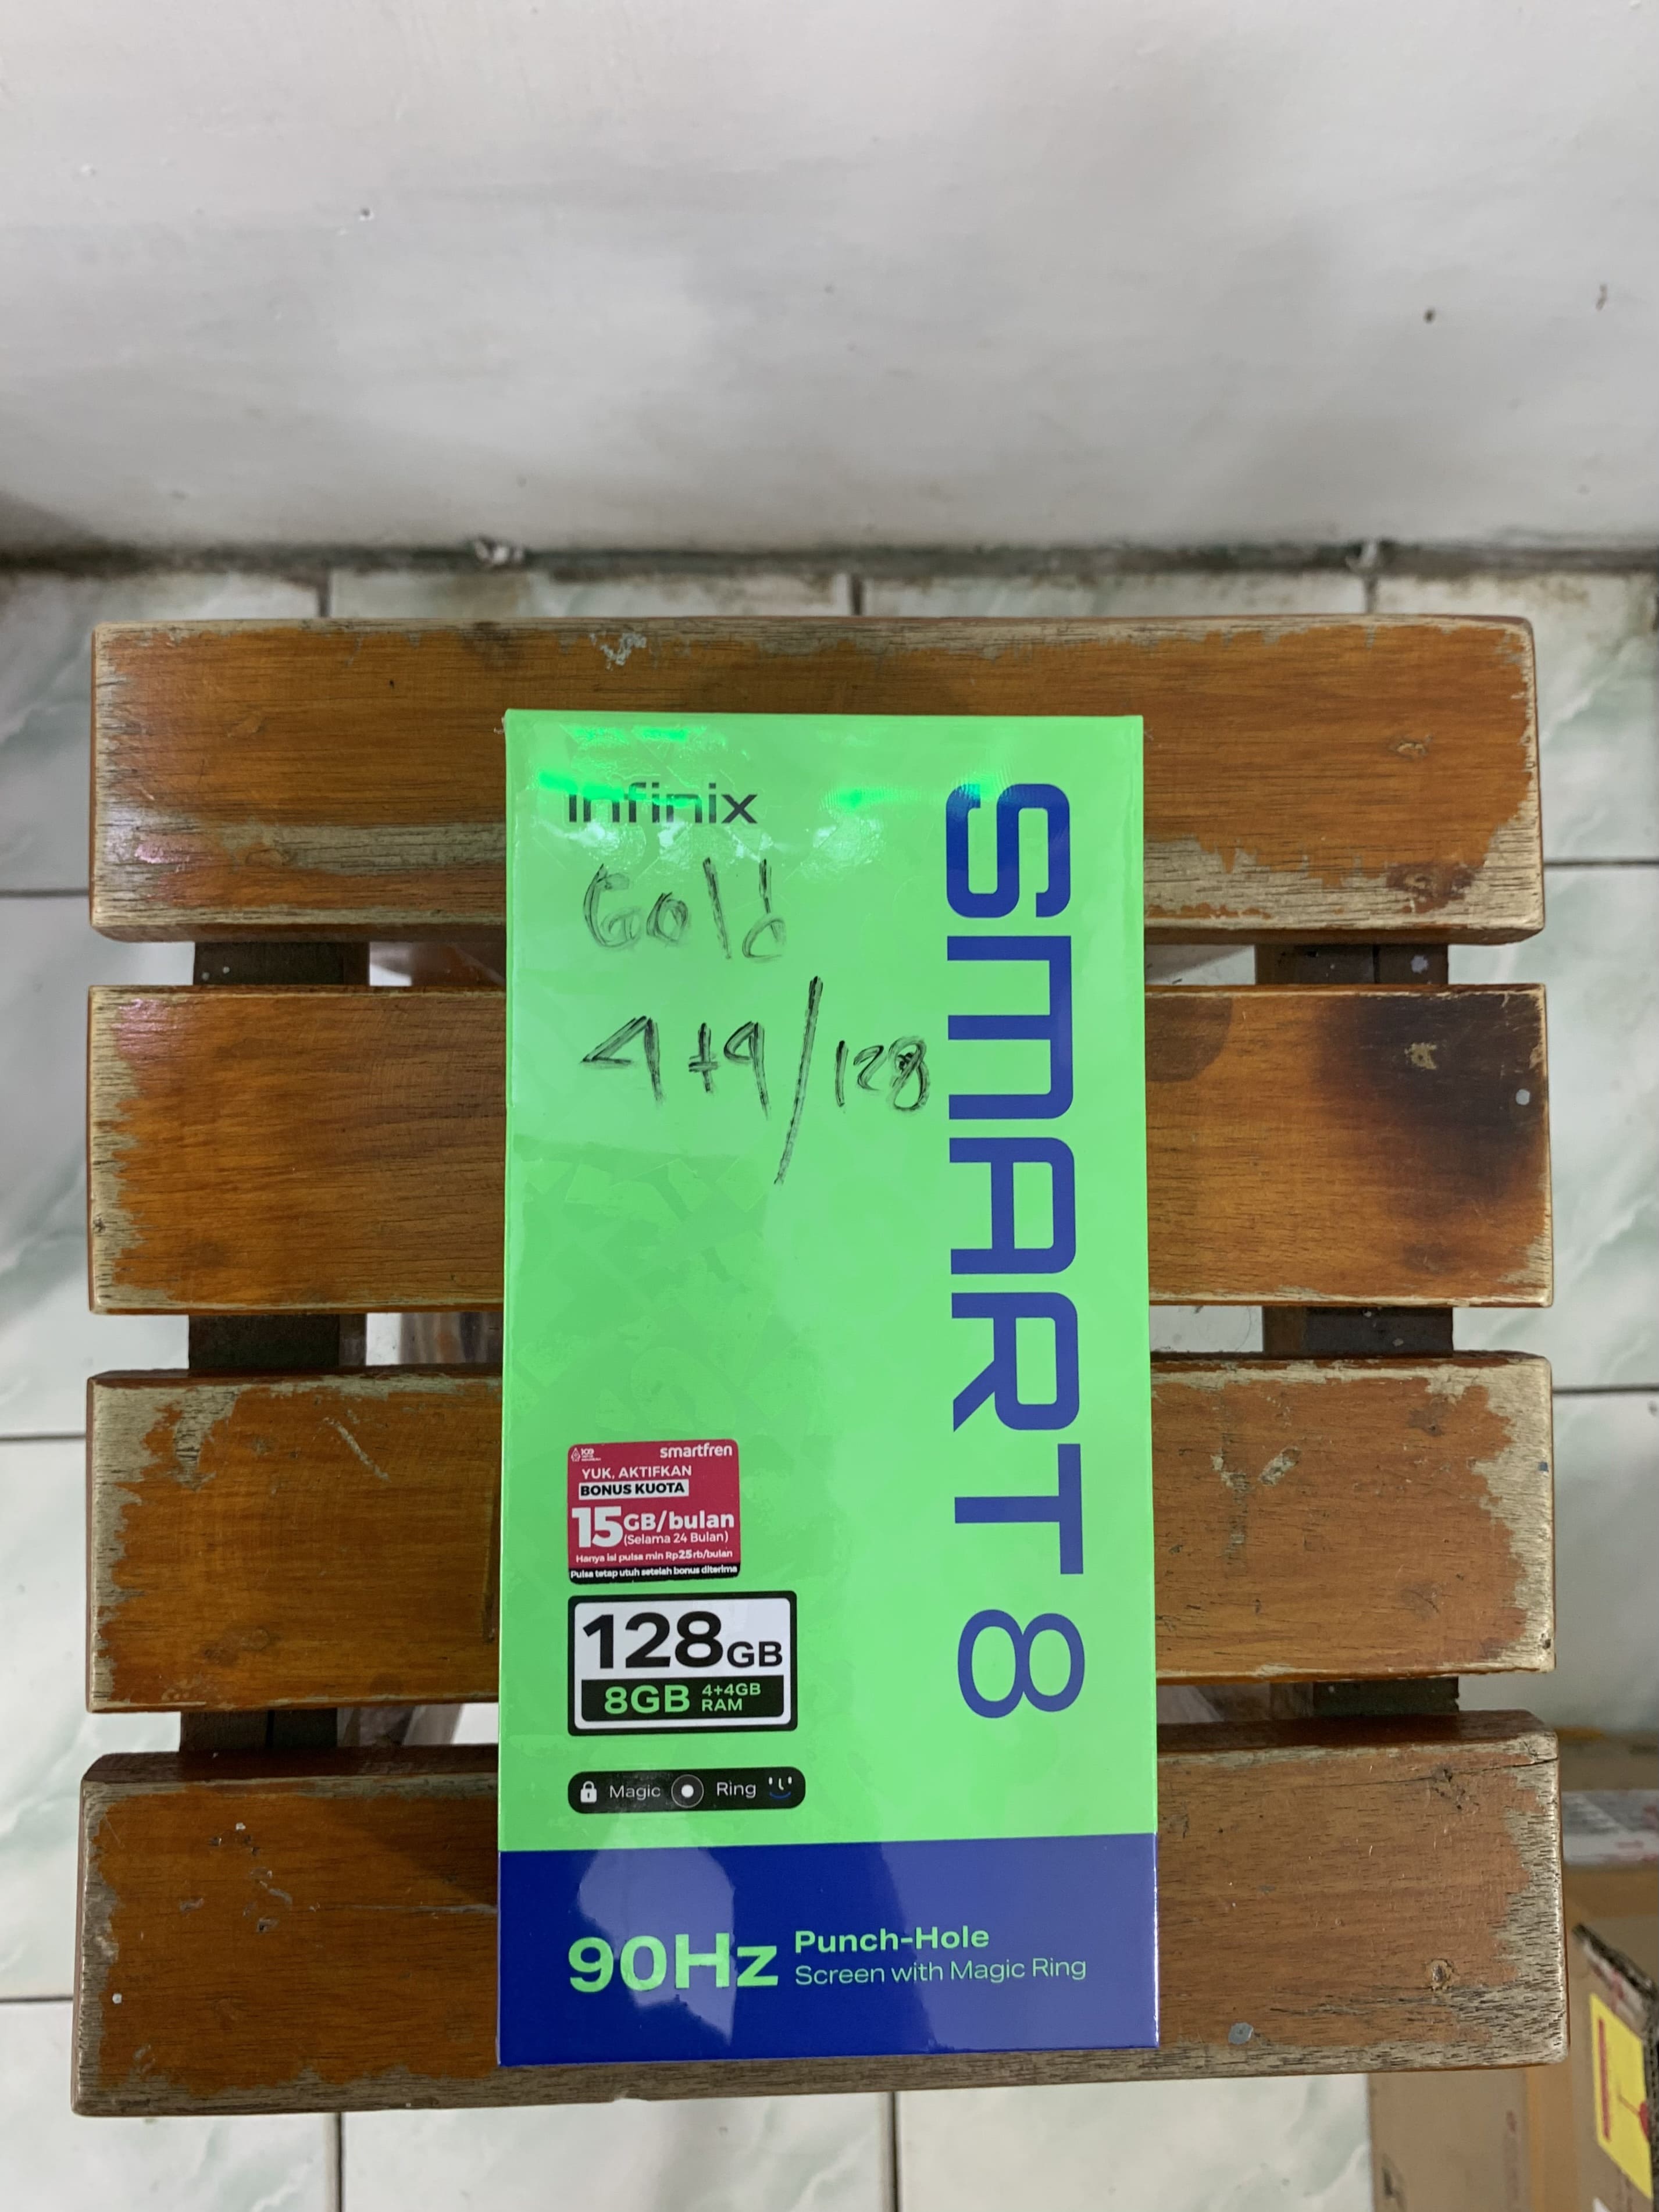 infinix
Gold
4+4/128
SMART 8
smartfren
YUK, AKTIFKAN
BONUS KUOTA
15GB/bulan
(Selama 24 Bulan)
Hanya isi pulsa min Rp25rb/bulan
Pulsa tetap utuh setelah bonus diterima
128GB
8GB 4+4GB RAM
Magic Ring
90Hz Punch-Hole
Screen with Magic Ring